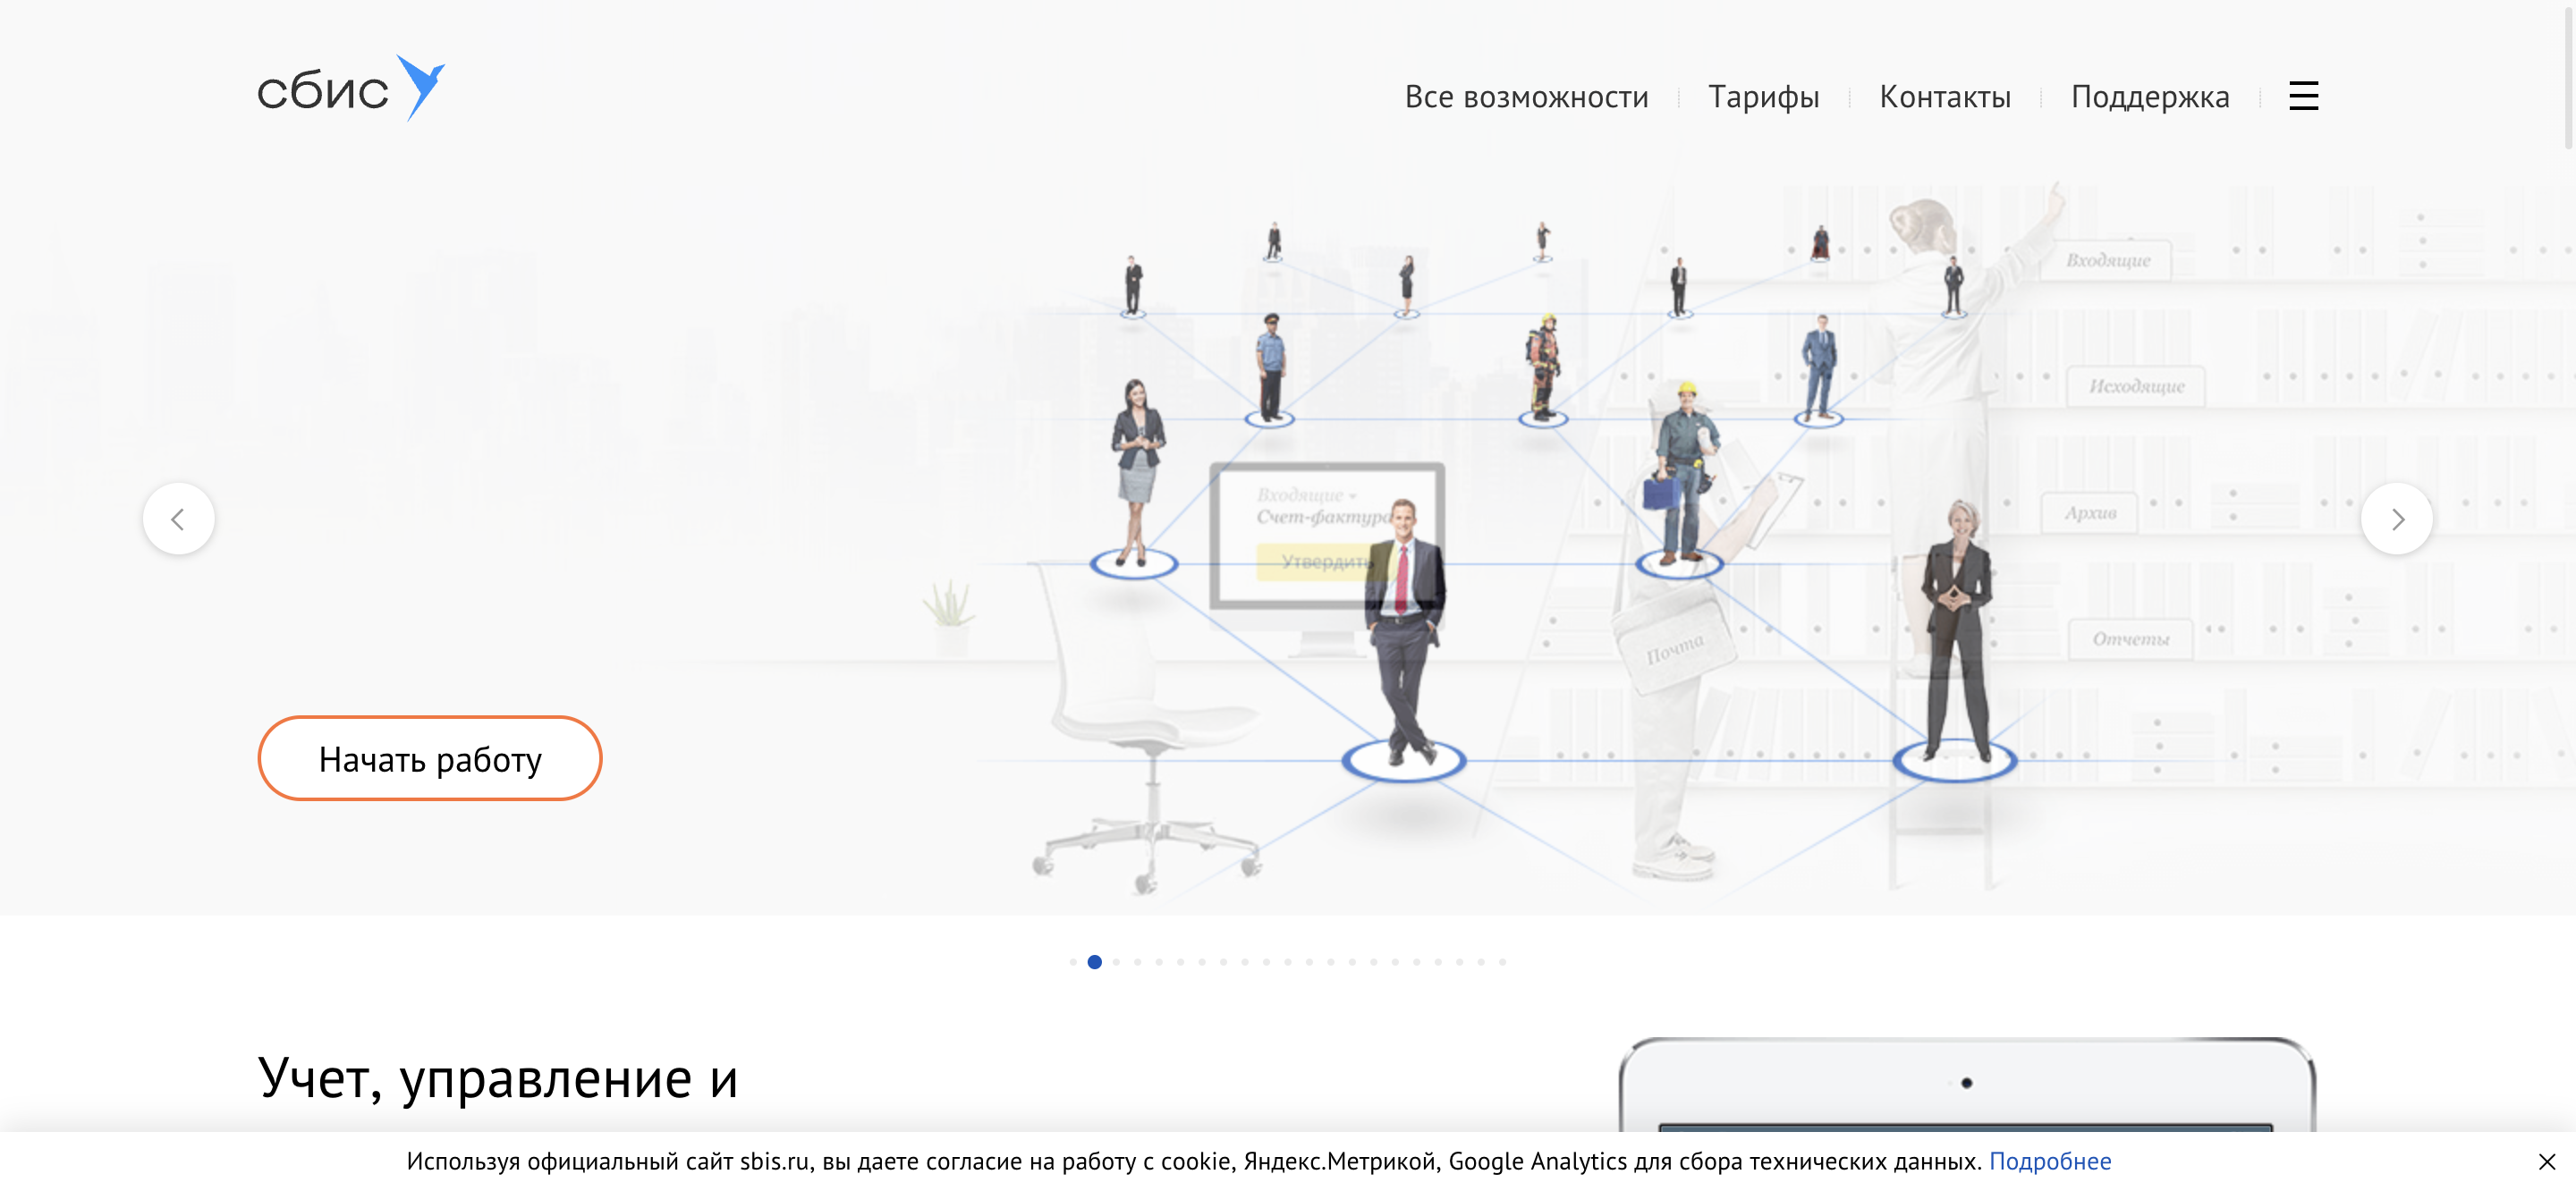 сбис
Все возможности
Тарифы
Контакты
Поддержка
Входящие
Исходящие
Входящие
Счет-фактура
Архив
Утвердить
Отчеты
Почта
Начать работу
Учет, управление и
Используя официальный сайт sbis.ru, вы даете согласие на работу с cookie, Яндекс.Метрикой, Google Analytics для сбора технических данных. Подробнее